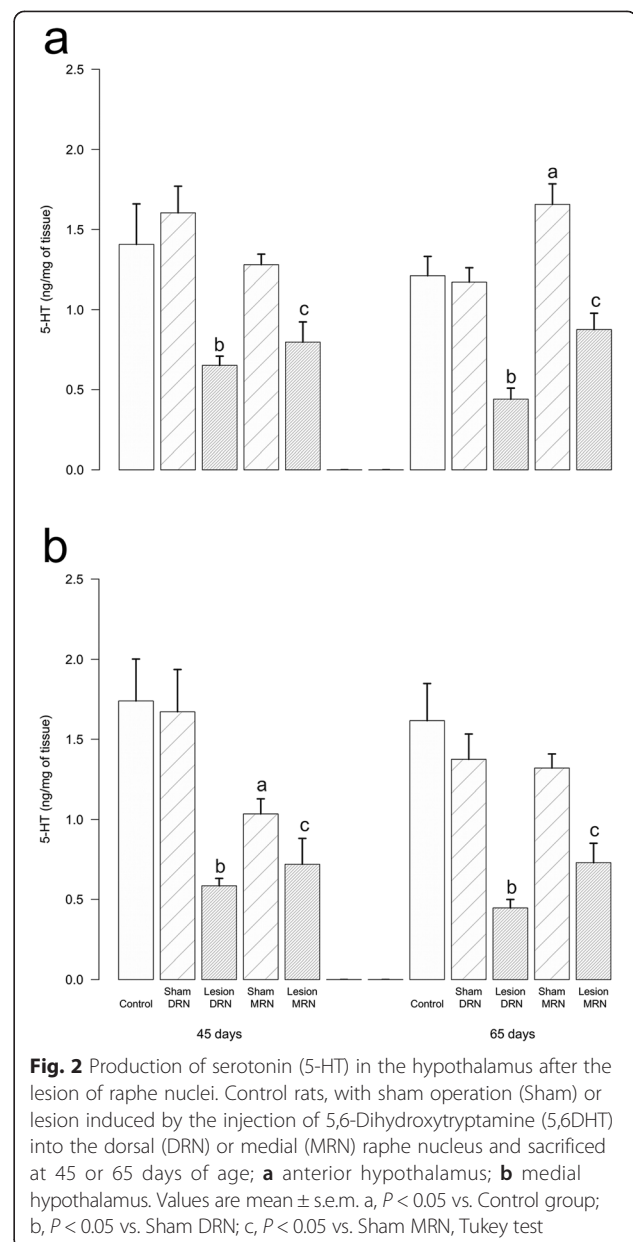 a
2.5
2.0
1.5
1.0
0.5
0.0
5-HT (ng/mg of tissue)
b
c
b
a
c
b
2.5
2.0
1.5
1.0
0.5
0.0
5-HT (ng/mg of tissue)
b
a
c
b
c
Control Sham DRN Lesion DRN Sham MRN Lesion MRN Control Sham DRN Lesion DRN Sham MRN Lesion MRN
45 days 65 days
Fig. 2 Production of serotonin (5-HT) in the hypothalamus after the
lesion of raphe nuclei. Control rats, with sham operation (Sham) or
lesion induced by the injection of 5,6-Dihydroxytryptamine (5,6DHT)
into the dorsal (DRN) or medial (MRN) raphe nucleus and sacrificed
at 45 or 65 days of age; a anterior hypothalamus; b medial
hypothalamus. Values are mean ± s.e.m. a, P < 0.05 vs. Control group;
b, P < 0.05 vs. Sham DRN; c, P < 0.05 vs. Sham MRN, Tukey test